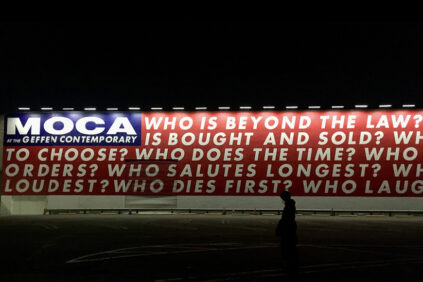 MOCA
AT THE GEFFEN CONTEMPORARY
WHO IS BEYOND THE LAW?
IS BOUGHT AND SOLD? WH
TO CHOOSE? WHO DOES THE TIME? WHO
ORDERS? WHO SALUTES LONGEST?
LOUDEST? WHO DIES FIRST? WHO LAUG